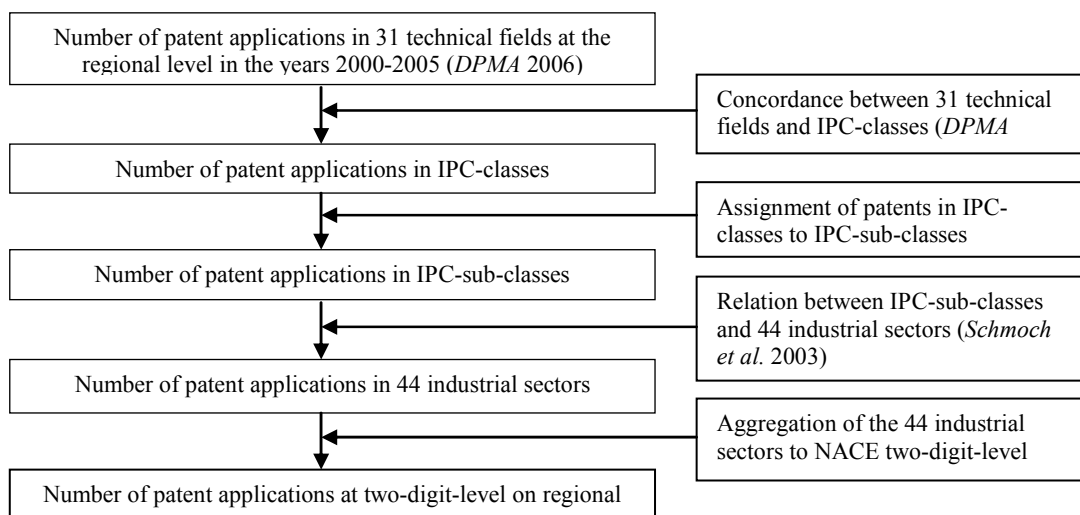 Number of patent applications in 31 technical fields at the
regional level in the years 2000-2005 (DPMA 2006)
Concordance between 31 technical
fields and IPC-classes (DPMA
Number of patent applications in IPC-classes
Assignment of patents in IPC-
classes to IPC-sub-classes
Number of patent applications in IPC-sub-classes
Relation between IPC-sub-classes
and 44 industrial sectors (Schmoch
et al. 2003)
Number of patent applications in 44 industrial sectors
Aggregation of the 44 industrial
sectors to NACE two-digit-level
Number of patent applications at two-digit-level on regional